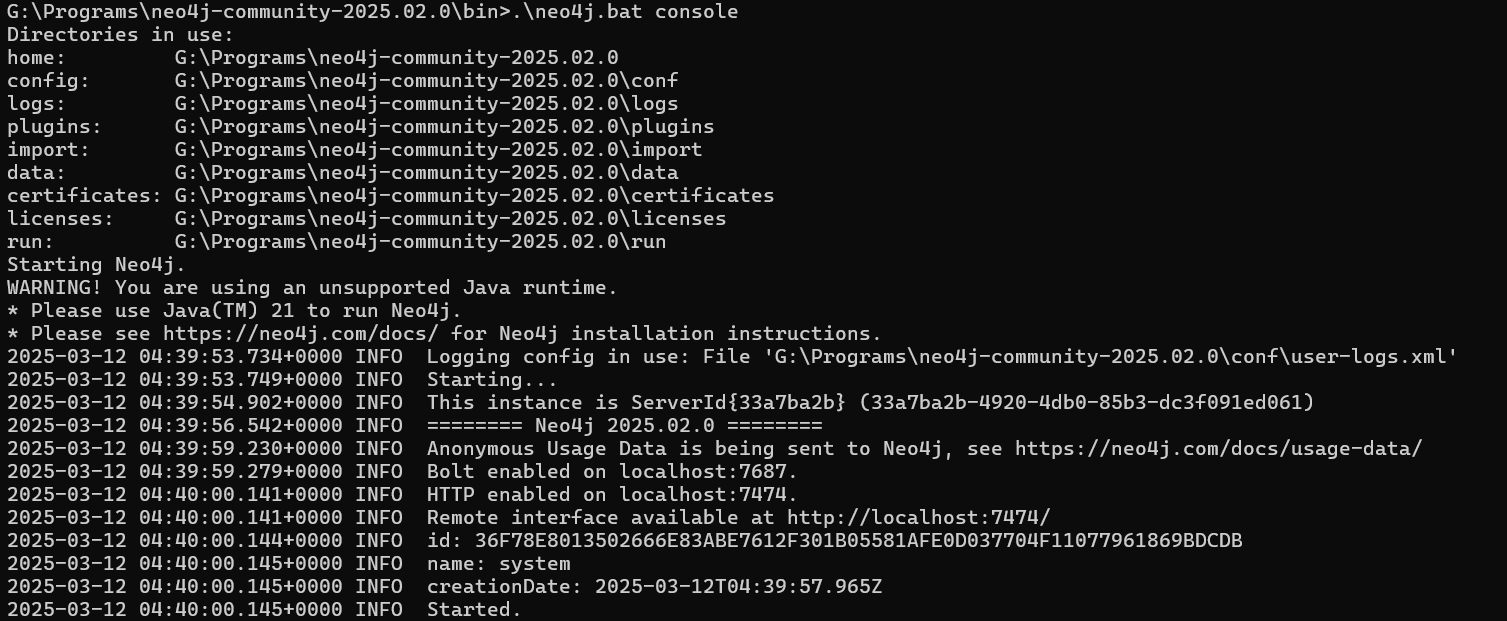 G:\Programs\neo4j-community-2025.02.0\bin>.\neo4j.bat console
Directories in use:
home:         G:\Programs\neo4j-community-2025.02.0
config:       G:\Programs\neo4j-community-2025.02.0\conf
logs:         G:\Programs\neo4j-community-2025.02.0\logs
plugins:      G:\Programs\neo4j-community-2025.02.0\plugins
import:       G:\Programs\neo4j-community-2025.02.0\import
data:         G:\Programs\neo4j-community-2025.02.0\data
certificates: G:\Programs\neo4j-community-2025.02.0\certificates
licenses:     G:\Programs\neo4j-community-2025.02.0\licenses
run:          G:\Programs\neo4j-community-2025.02.0\run
Starting Neo4j.
WARNING! You are using an unsupported Java runtime.
* Please use Java(TM) 21 to run Neo4j.
* Please see https://neo4j.com/docs/ for Neo4j installation instructions.
2025-03-12 04:39:53.734+0000 INFO  Logging config in use: File 'G:\Programs\neo4j-community-2025.02.0\conf\user-logs.xml'
2025-03-12 04:39:53.749+0000 INFO  Starting...
2025-03-12 04:39:54.902+0000 INFO  This instance is ServerId{33a7ba2b} (33a7ba2b-4920-4db0-85b3-dc3f091ed061)
2025-03-12 04:39:56.542+0000 INFO  ======== Neo4j 2025.02.0 ========
2025-03-12 04:39:59.230+0000 INFO  Anonymous Usage Data is being sent to Neo4j, see https://neo4j.com/docs/usage-data/
2025-03-12 04:39:59.279+0000 INFO  Bolt enabled on localhost:7687.
2025-03-12 04:40:00.141+0000 INFO  HTTP enabled on localhost:7474.
2025-03-12 04:40:00.141+0000 INFO  Remote interface available at http://localhost:7474/
2025-03-12 04:40:00.144+0000 INFO  id: 36F78E8013502666E83ABE7612F301B05581AFE0D037704F11077961869BDCDB
2025-03-12 04:40:00.145+0000 INFO  name: system
2025-03-12 04:40:00.145+0000 INFO  creationDate: 2025-03-12T04:39:57.965Z
2025-03-12 04:40:00.145+0000 INFO  Started.